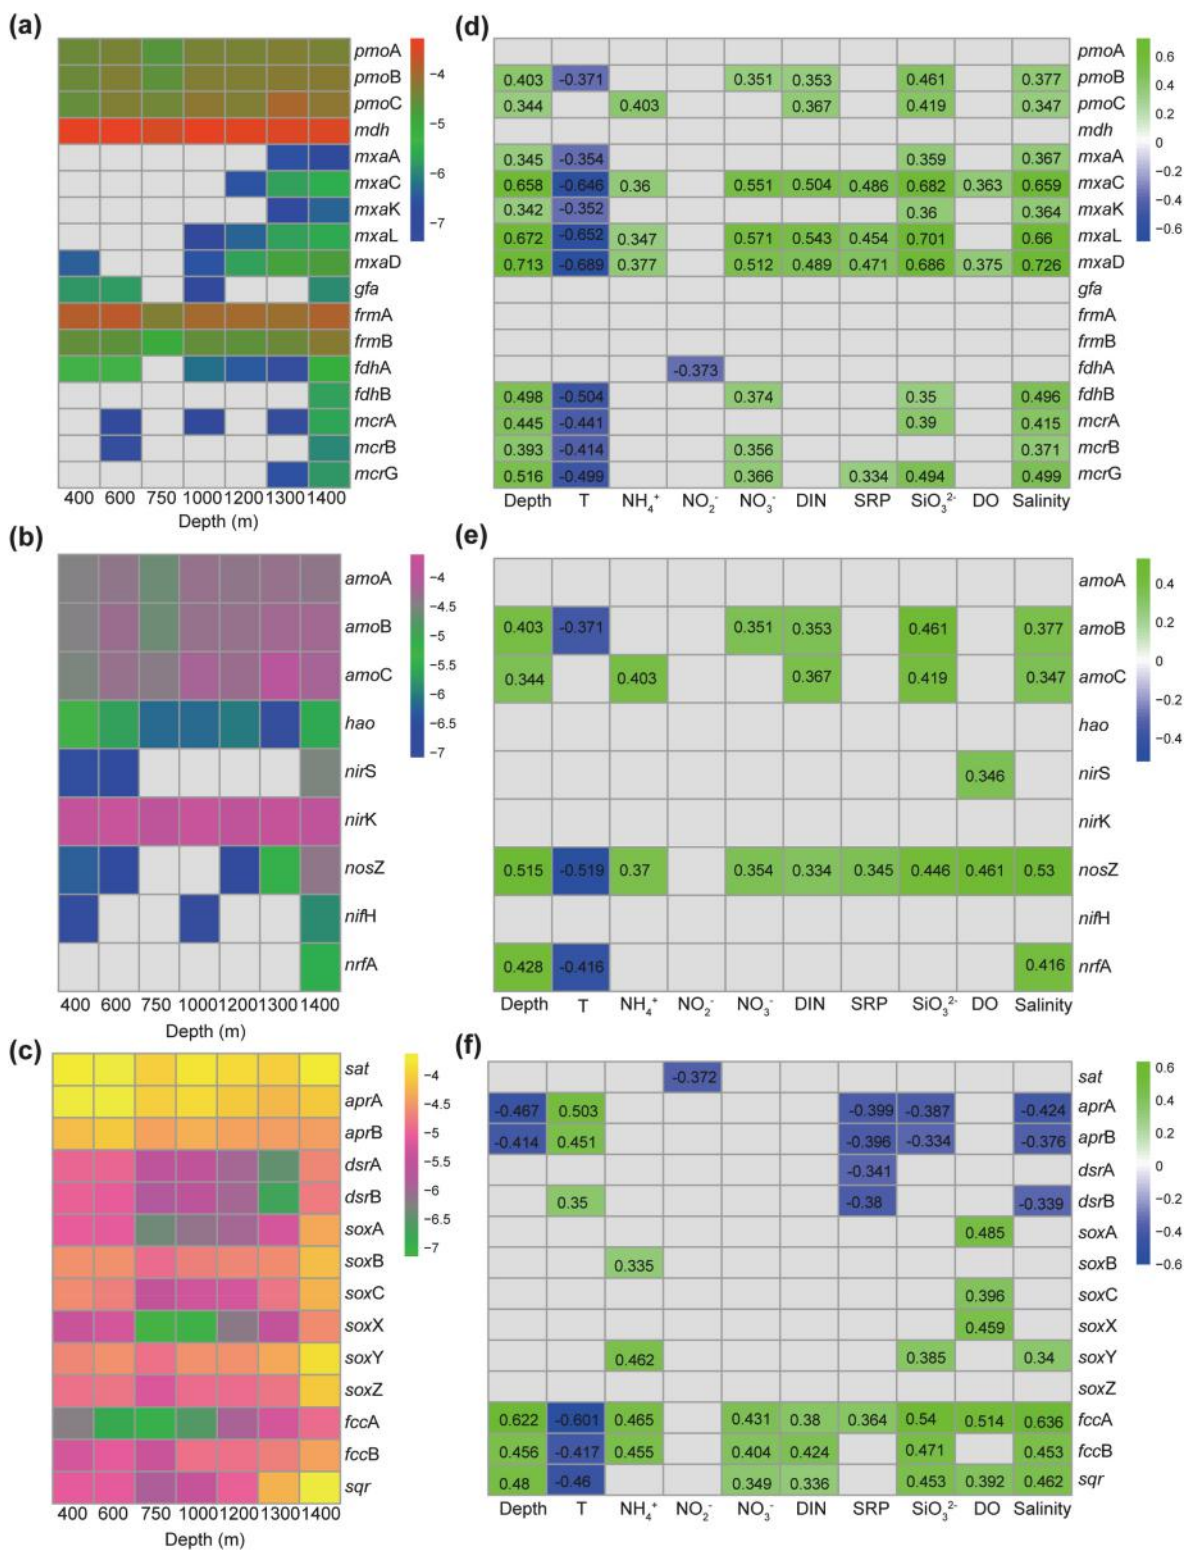 (a)
pmoA
pmoB
pmoC
mdh
mxaA
mxaC
mxaK
mxaL
mxaD
gfa
frmA
frmB
fdhA
fdhB
mcrA
mcrB
mcrG
400 600 750 1000 1200 1300 1400
Depth (m)
−4
−5
−6
−7
(d)
pmoA
0.403 -0.371 0.351 0.353 0.461 0.377 pmoB
0.344 0.403 0.367 0.419 0.347 pmoC
mdh
0.345 -0.354 0.359 0.367 mxaA
0.658 -0.646 0.36 0.551 0.504 0.486 0.682 0.363 0.659 mxaC
0.342 -0.352 0.36 0.364 mxaK
0.672 -0.652 0.347 0.571 0.543 0.454 0.701 0.66 mxaL
0.713 -0.689 0.377 0.512 0.489 0.471 0.686 0.375 0.726 mxaD
gfa
frmA
frmB
-0.373 fdhA
0.498 -0.504 0.374 0.35 0.496 fdhB
0.445 -0.441 0.39 0.415 mcrA
0.393 -0.414 0.356 0.371 mcrB
0.516 -0.499 0.366 0.334 0.494 0.499 mcrG
Depth T NH₄⁺ NO₂⁻ NO₃⁻ DIN SRP SiO₃²⁻ DO Salinity
0.6
0.4
0.2
0
−0.2
−0.4
−0.6
(b)
amoA
amoB
amoC
hao
nirS
nirK
nosZ
nifH
nrfA
400 600 750 1000 1200 1300 1400
Depth (m)
−4
−4.5
−5
−5.5
−6
−6.5
−7
(e)
amoA
0.403 -0.371 0.351 0.353 0.461 0.377 amoB
0.344 0.403 0.367 0.419 0.347 amoC
hao
0.346 nirS
nirK
0.515 -0.519 0.37 0.354 0.334 0.345 0.446 0.461 0.53 nosZ
nifH
0.428 -0.416 0.416 nrfA
Depth T NH₄⁺ NO₂⁻ NO₃⁻ DIN SRP SiO₃²⁻ DO Salinity
0.4
0.2
0
−0.2
−0.4
(c)
sat
aprA
aprB
dsrA
dsrB
soxA
soxB
soxC
soxX
soxY
soxZ
fccA
fccB
sqr
400 600 750 1000 1200 1300 1400
Depth (m)
−4
−4.5
−5
−5.5
−6
−6.5
−7
(f)
-0.372 sat
-0.467 0.503 -0.399 -0.387 -0.424 aprA
-0.414 0.451 -0.396 -0.334 -0.376 aprB
-0.341 dsrA
0.35 -0.38 -0.339 dsrB
0.485 soxA
0.335 soxB
0.396 soxC
0.459 soxX
0.462 0.385 0.34 soxY
soxZ
0.622 -0.601 0.465 0.431 0.38 0.364 0.54 0.514 0.636 fccA
0.456 -0.417 0.455 0.404 0.424 0.471 0.453 fccB
0.48 -0.46 0.349 0.336 0.453 0.392 0.462 sqr
Depth T NH₄⁺ NO₂⁻ NO₃⁻ DIN SRP SiO₃²⁻ DO Salinity
0.6
0.4
0.2
0
−0.2
−0.4
−0.6